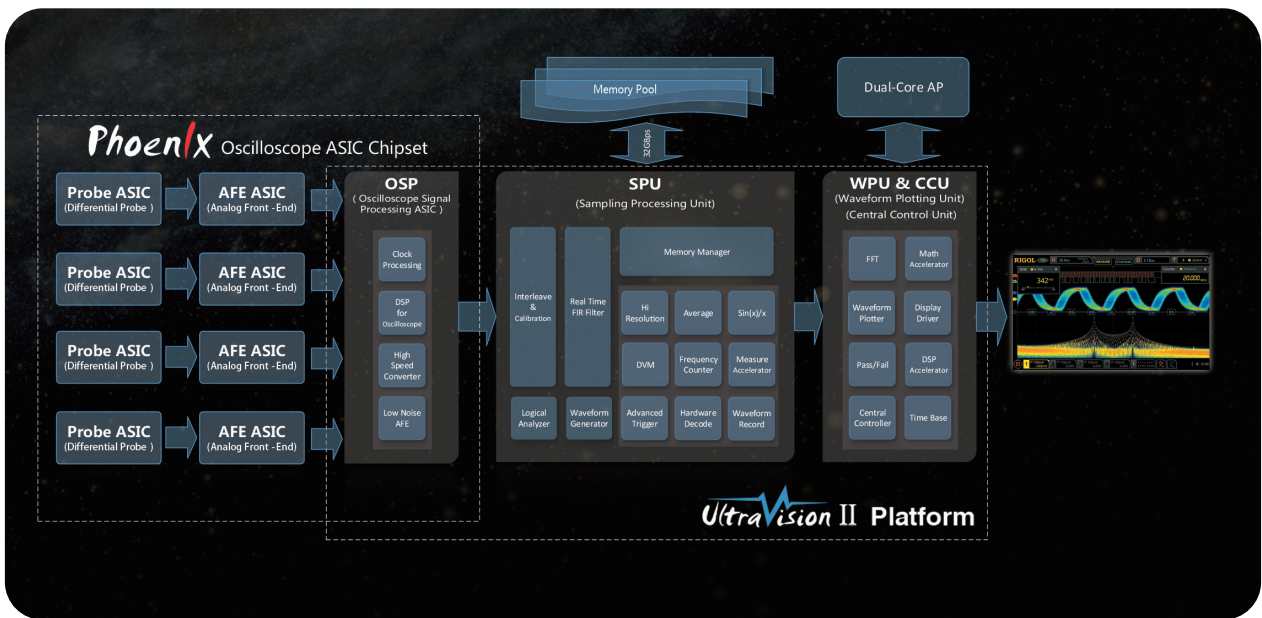 Memory Pool
Dual-Core AP
32GBps
PhoenIx Oscilloscope ASIC Chipset
Probe ASIC
(Differential Probe )
AFE ASIC
(Analog Front -End)
Probe ASIC
(Differential Probe )
AFE ASIC
(Analog Front -End)
Probe ASIC
(Differential Probe )
AFE ASIC
(Analog Front -End)
Probe ASIC
(Differential Probe )
AFE ASIC
(Analog Front -End)
OSP
( Oscilloscope Signal
Processing ASIC )
Clock
Processing
DSP
for
Oscilloscope
High
Speed
Converter
Low Noise
AFE
SPU
(Sampling Processing Unit)
Interleave
&
Calibration
Real Time
FIR Filter
Memory Manager
Hi
Resolution
Average
Sin(x)/x
DVM
Frequency
Counter
Measure
Accelerator
Logical
Analyzer
Waveform
Generator
Advanced
Trigger
Hardware
Decode
Waveform
Record
WPU & CCU
(Waveform Plotting Unit)
(Central Control Unit)
FFT
Math
Accelerator
Waveform
Plotter
Display
Driver
Pass/Fail
DSP
Accelerator
Central
Controller
Time Base
RIGOL
342
20.000
UltraVision II Platform